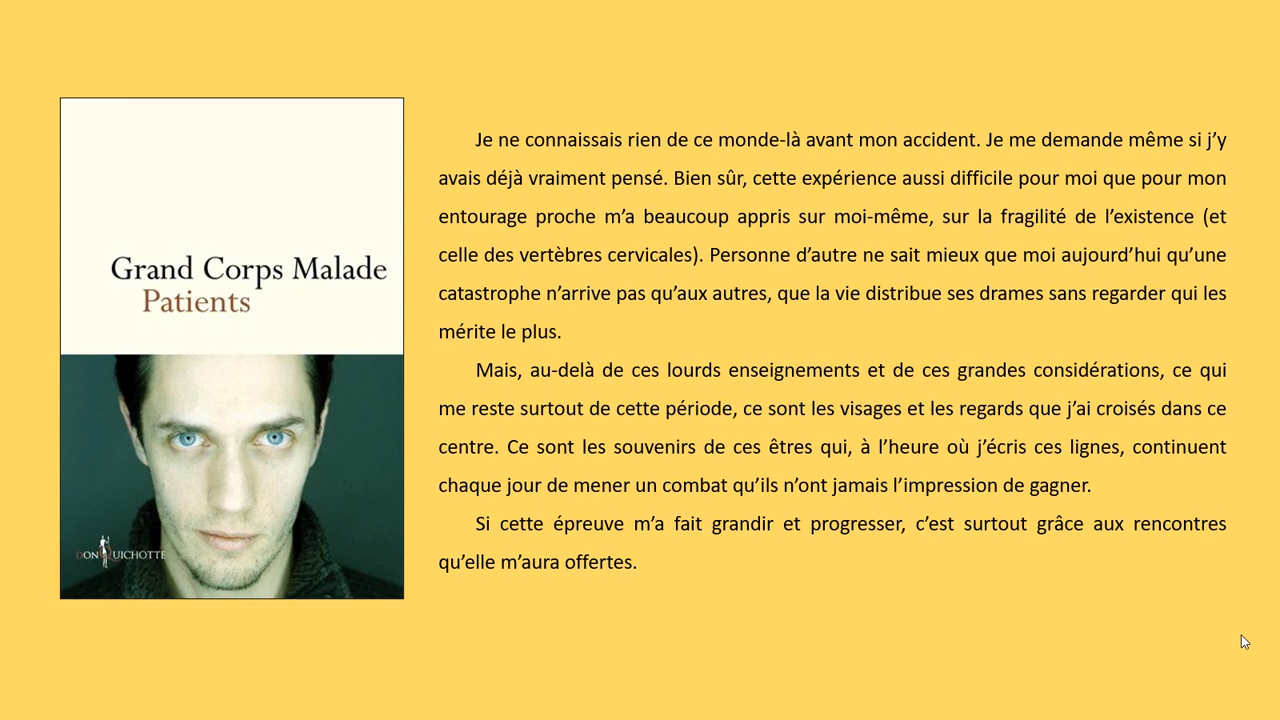 Grand Corps Malade
Patients
DON QUICHOTTE
Je ne connaissais rien de ce monde-là avant mon accident. Je me demande même si j’y
avais déjà vraiment pensé. Bien sûr, cette expérience aussi difficile pour moi que pour mon
entourage proche m’a beaucoup appris sur moi-même, sur la fragilité de l’existence (et
celle des vertèbres cervicales). Personne d’autre ne sait mieux que moi aujourd’hui qu’une
catastrophe n’arrive pas qu’aux autres, que la vie distribue ses drames sans regarder qui les
mérite le plus.
Mais, au-delà de ces lourds enseignements et de ces grandes considérations, ce qui
me reste surtout de cette période, ce sont les visages et les regards que j’ai croisés dans ce
centre. Ce sont les souvenirs de ces êtres qui, à l’heure où j’écris ces lignes, continuent
chaque jour de mener un combat qu’ils n’ont jamais l’impression de gagner.
Si cette épreuve m’a fait grandir et progresser, c’est surtout grâce aux rencontres
qu’elle m’aura offertes.